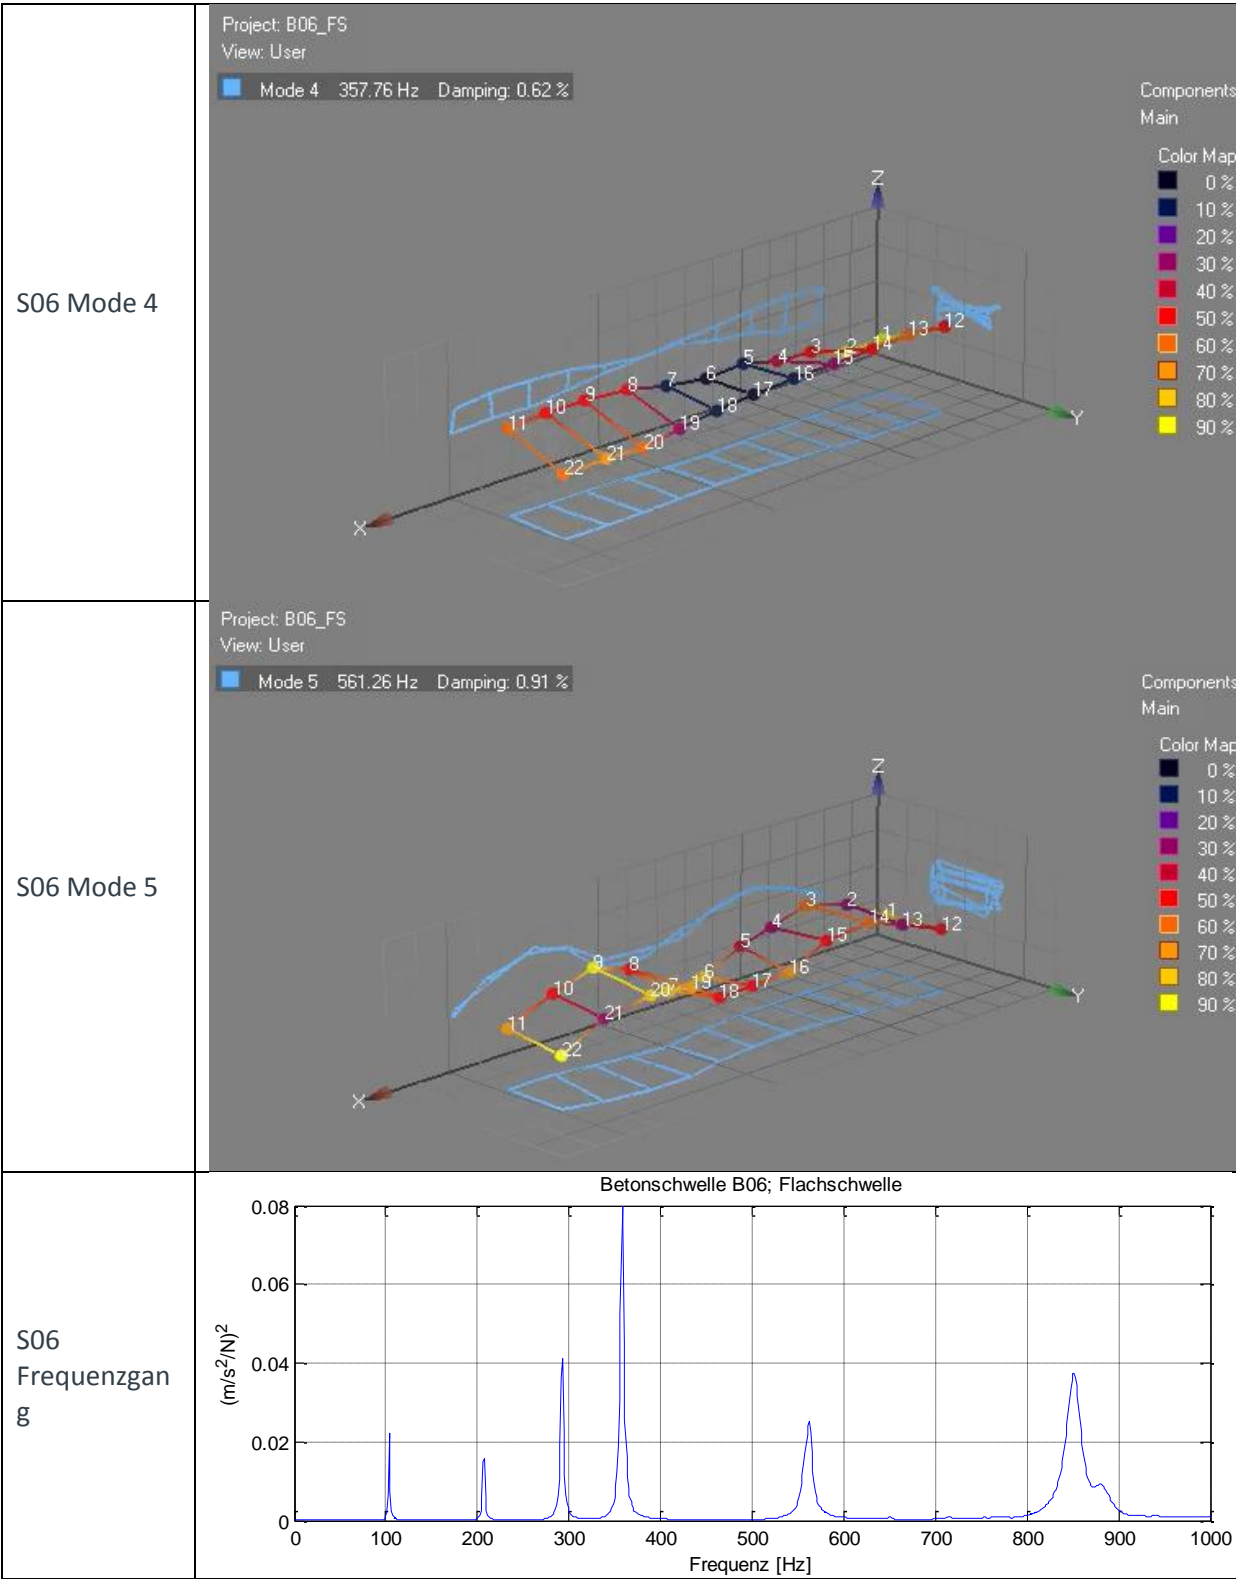 S06 Mode 4
Project: B06_FS
View: User
Mode 4 357.76 Hz Damping: 0.62 %
Components
Main
Color Map
0 %
10 %
20 %
30 %
40 %
50 %
60 %
70 %
80 %
90 %
Z
Y
X
1
2
3
4
5
6
7
8
9
10
11
12
13
14
15
16
17
18
19
20
21
22
S06 Mode 5
Project: B06_FS
View: User
Mode 5 561.26 Hz Damping: 0.91 %
Components
Main
Color Map
0 %
10 %
20 %
30 %
40 %
50 %
60 %
70 %
80 %
90 %
Z
Y
X
1
2
3
4
5
6
7
8
9
10
11
12
13
14
15
16
17
18
19
20
21
22
S06
Frequenzgan
g
Betonschwelle B06; Flachschwelle
(m/s²/N)²
0.08
0.06
0.04
0.02
0
0 100 200 300 400 500 600 700 800 900 1000
Frequenz [Hz]